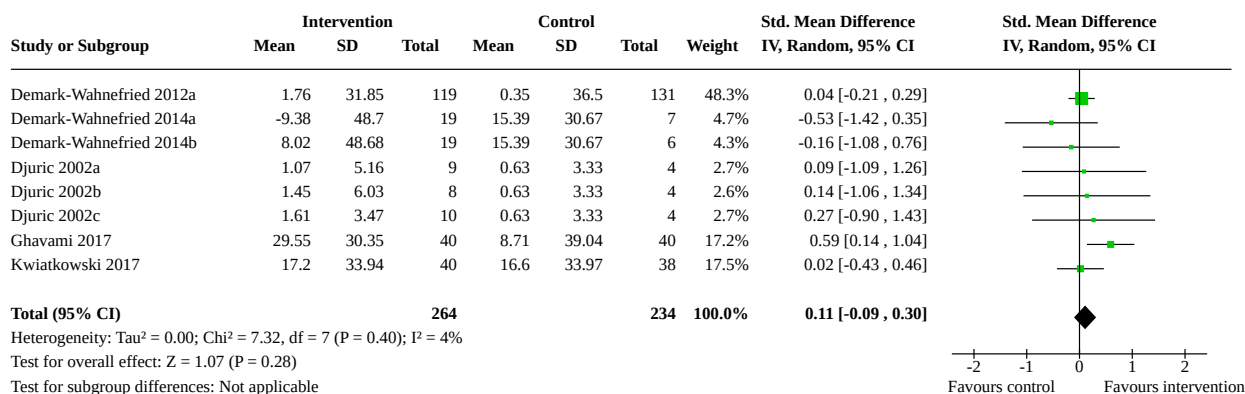 Intervention Control Std. Mean Difference Std. Mean Difference
Study or Subgroup Mean SD Total Mean SD Total Weight IV, Random, 95% CI IV, Random, 95% CI
Demark-Wahnefried 2012a 1.76 31.85 119 0.35 36.5 131 48.3% 0.04 [-0.21 , 0.29]
Demark-Wahnefried 2014a -9.38 48.7 19 15.39 30.67 7 4.7% -0.53 [-1.42 , 0.35]
Demark-Wahnefried 2014b 8.02 48.68 19 15.39 30.67 6 4.3% -0.16 [-1.08 , 0.76]
Djuric 2002a 1.07 5.16 9 0.63 3.33 4 2.7% 0.09 [-1.09 , 1.26]
Djuric 2002b 1.45 6.03 8 0.63 3.33 4 2.6% 0.14 [-1.06 , 1.34]
Djuric 2002c 1.61 3.47 10 0.63 3.33 4 2.7% 0.27 [-0.90 , 1.43]
Ghavami 2017 29.55 30.35 40 8.71 39.04 40 17.2% 0.59 [0.14 , 1.04]
Kwiatkowski 2017 17.2 33.94 40 16.6 33.97 38 17.5% 0.02 [-0.43 , 0.46]
Total (95% CI) 264 234 100.0% 0.11 [-0.09 , 0.30]
Heterogeneity: Tau² = 0.00; Chi² = 7.32, df = 7 (P = 0.40); I² = 4%
Test for overall effect: Z = 1.07 (P = 0.28)
-2 -1 0 1 2
Test for subgroup differences: Not applicable Favours control Favours intervention